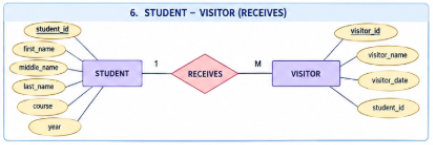 6. STUDENT – VISITOR (RECEIVES)
student_id
first_name
middle_name
last_name
course
year
STUDENT
1
RECEIVES
M
VISITOR
visitor_id
visitor_name
visitor_date
student_id